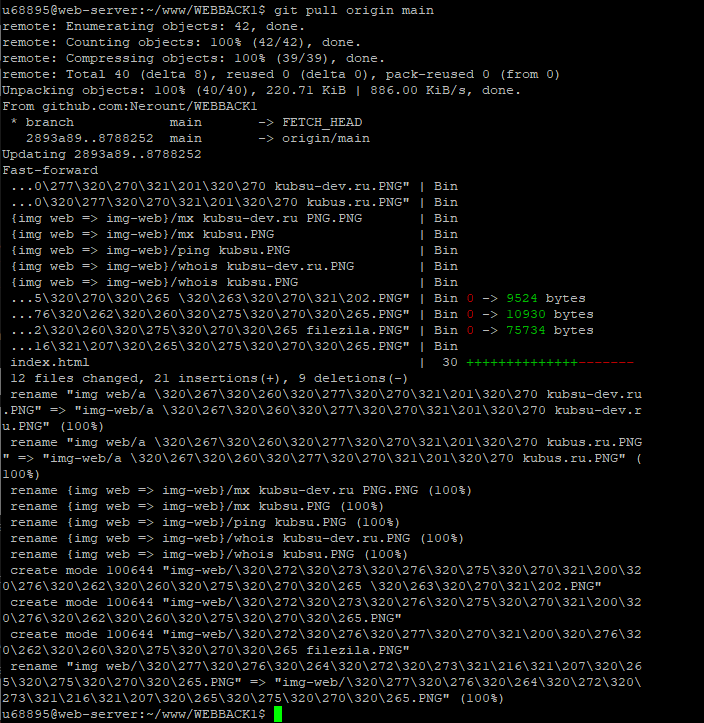 u68895@web-server:~/www/WEBBACK1$ git pull origin main
remote: Enumerating objects: 42, done.
remote: Counting objects: 100% (42/42), done.
remote: Compressing objects: 100% (39/39), done.
remote: Total 40 (delta 8), reused 0 (delta 0), pack-reused 0 (from 0)
Unpacking objects: 100% (40/40), 220.71 KiB | 886.00 KiB/s, done.
From github.com:Nerount/WEBBACK1
 * branch            main       -> FETCH_HEAD
   2893a89..8788252  main       -> origin/main
Updating 2893a89..8788252
Fast-forward
 ...0\277\320\270\321\201\320\270 kubsu-dev.ru.PNG" | Bin
 ...0\277\320\270\321\201\320\270 kubus.ru.PNG"     | Bin
 {img web => img-web}/mx kubsu-dev.ru PNG.PNG       | Bin
 {img web => img-web}/mx kubsu.PNG                  | Bin
 {img web => img-web}/ping kubsu.PNG                | Bin
 {img web => img-web}/whois kubsu-dev.ru.PNG        | Bin
 {img web => img-web}/whois kubsu.PNG               | Bin
 ...5\320\270\320\265 \320\263\320\270\321\202.PNG" | Bin 0 -> 9524 bytes
 ...76\320\262\320\260\320\275\320\270\320\265.PNG" | Bin 0 -> 10930 bytes
 ...2\320\260\320\275\320\270\320\265 filezila.PNG" | Bin 0 -> 75734 bytes
 ...16\321\207\320\265\320\275\320\270\320\265.PNG" | Bin
 index.html                                         |  30 ++++++++++++++-------
 12 files changed, 21 insertions(+), 9 deletions(-)
 rename "img web/a \320\267\320\260\320\277\320\270\321\201\320\270 kubsu-dev.ru
.PNG" => "img-web/a \320\267\320\260\320\277\320\270\321\201\320\270 kubsu-dev.r
u.PNG" (100%)
 rename "img web/a \320\267\320\260\320\277\320\270\321\201\320\270 kubus.ru.PNG
" => "img-web/a \320\267\320\260\320\277\320\270\321\201\320\270 kubus.ru.PNG" (
100%)
 rename {img web => img-web}/mx kubsu-dev.ru PNG.PNG (100%)
 rename {img web => img-web}/mx kubsu.PNG (100%)
 rename {img web => img-web}/ping kubsu.PNG (100%)
 rename {img web => img-web}/whois kubsu-dev.ru.PNG (100%)
 rename {img web => img-web}/whois kubsu.PNG (100%)
 create mode 100644 "img-web/\320\272\320\273\320\276\320\275\320\270\321\200\32
0\276\320\262\320\260\320\275\320\270\320\265 \320\263\320\270\321\202.PNG"
 create mode 100644 "img-web/\320\272\320\273\320\276\320\275\320\270\321\200\32
0\276\320\262\320\260\320\275\320\270\320\265.PNG"
 create mode 100644 "img-web/\320\272\320\276\320\277\320\270\321\200\320\276\32
0\262\320\260\320\275\320\270\320\265 filezila.PNG"
 rename "img web/\320\277\320\276\320\264\320\272\320\273\321\216\321\207\320\26
5\320\275\320\270\320\265.PNG" => "img-web/\320\277\320\276\320\264\320\272\320\
273\321\216\321\207\320\265\320\275\320\270\320\265.PNG" (100%)
u68895@web-server:~/www/WEBBACK1$